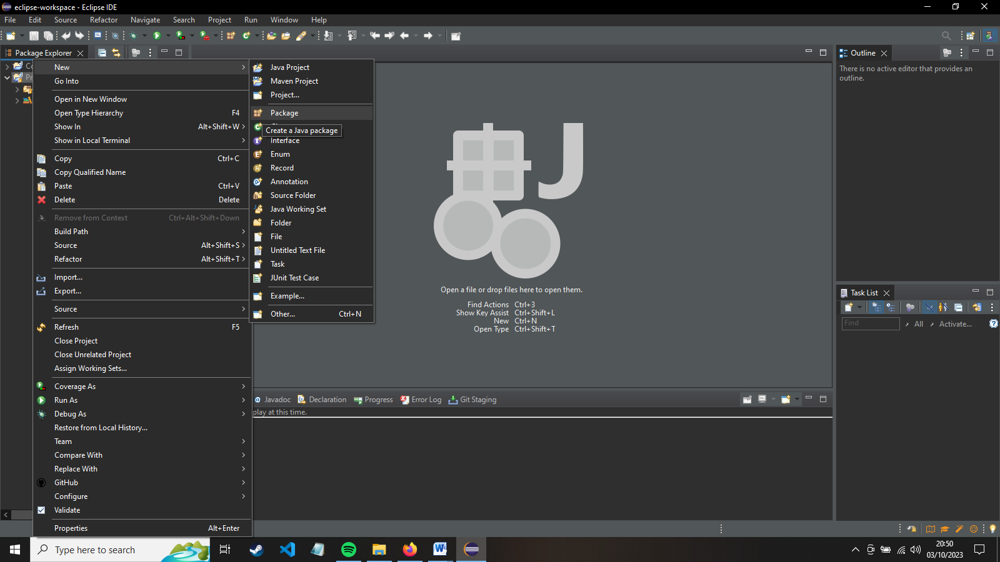 eclipse-workspace - Eclipse IDE
File Edit Source Refactor Navigate Search Project Run Window Help
Package Explorer
New
Go Into
Open in New Window
Open Type Hierarchy F4
Show In Alt+Shift+W
Show in Local Terminal
Copy Ctrl+C
Copy Qualified Name
Paste Ctrl+V
Delete Delete
Remove from Context Ctrl+Alt+Shift+Down
Build Path
Source Alt+Shift+S
Refactor Alt+Shift+T
Import...
Export...
Source
Refresh F5
Close Project
Close Unrelated Project
Assign Working Sets...
Coverage As
Run As
Debug As
Restore from Local History...
Team
Compare With
Replace With
GitHub
Configure
Validate
Properties Alt+Enter
Java Project
Maven Project
Project...
Package
Create a Java package
Interface
Enum
Record
Annotation
Source Folder
Java Working Set
Folder
File
Untitled Text File
Task
JUnit Test Case
Example...
Other... Ctrl+N
Open a file or drop files here to open them.
Find Actions Ctrl+3
Show Key Assist Ctrl+Shift+L
New Ctrl+N
Open Type Ctrl+Shift+T
Javadoc Declaration Progress Error Log Git Staging
play at this time.
Outline
There is no active editor that provides an
outline.
Task List
Find All Activate...
Type here to search
20:50
03/10/2023